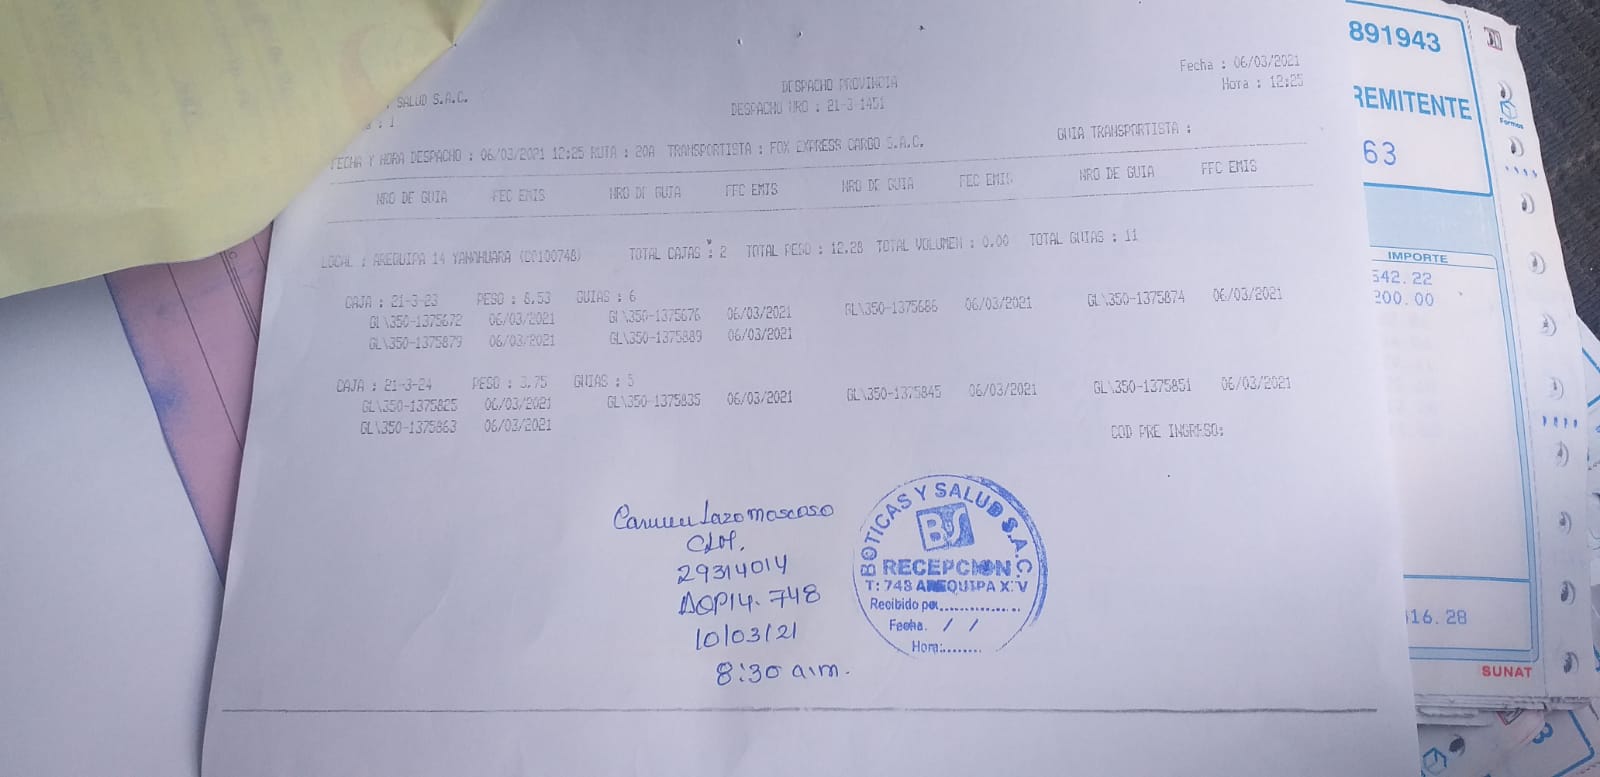 SALUD S.A.C.
: 1
DESPACHO PROVINCIA
DESPACHO NRO : 21-3-1451
Fecha : 06/03/2021
Hora : 12:25
FECHA Y HORA DESPACHO : 06/03/2021 12:25 RUTA : 20A TRANSPORTISTA : FOX EXPRESS CARGO S.A.C. GUIA TRANSPORTISTA :
NRO DE GUIA FEC EMIS NRO DE GUIA FEC EMIS NRO DE GUIA FEC EMIS NRO DE GUIA FEC EMIS
LOCAL : AREQUIPA 14 YANAHUARA (CC100748) TOTAL CAJAS : 2 TOTAL PESO : 12.28 TOTAL VOLUMEN : 0.00 TOTAL GUIAS : 11
CAJA : 21-3-23 PESO : 8.53 GUIAS : 6
GL\350-1375672 06/03/2021 GL\350-1375676 06/03/2021 GL\350-1375686 06/03/2021 GL\350-1375874 06/03/2021
GL\350-1375879 06/03/2021 GL\350-1375889 06/03/2021
CAJA : 21-3-24 PESO : 3.75 GUIAS : 5
GL\350-1375825 06/03/2021 GL\350-1375835 06/03/2021 GL\350-1375845 06/03/2021 GL\350-1375851 06/03/2021
GL\350-1375863 06/03/2021
COD PRE INGRESO:
Carmen Lazo Moscoso
29314014
AQP14-748
10/03/21
8:30 a.m.
BOTICAS Y SALUD S.A.C.
BS
RECEPCION
T: 748 AREQUIPA XIV
Recibido por
Fecha. / /
Hora:
891943
REMITENTE
63
IMPORTE
542.22
200.00
16.28
SUNAT
Formos